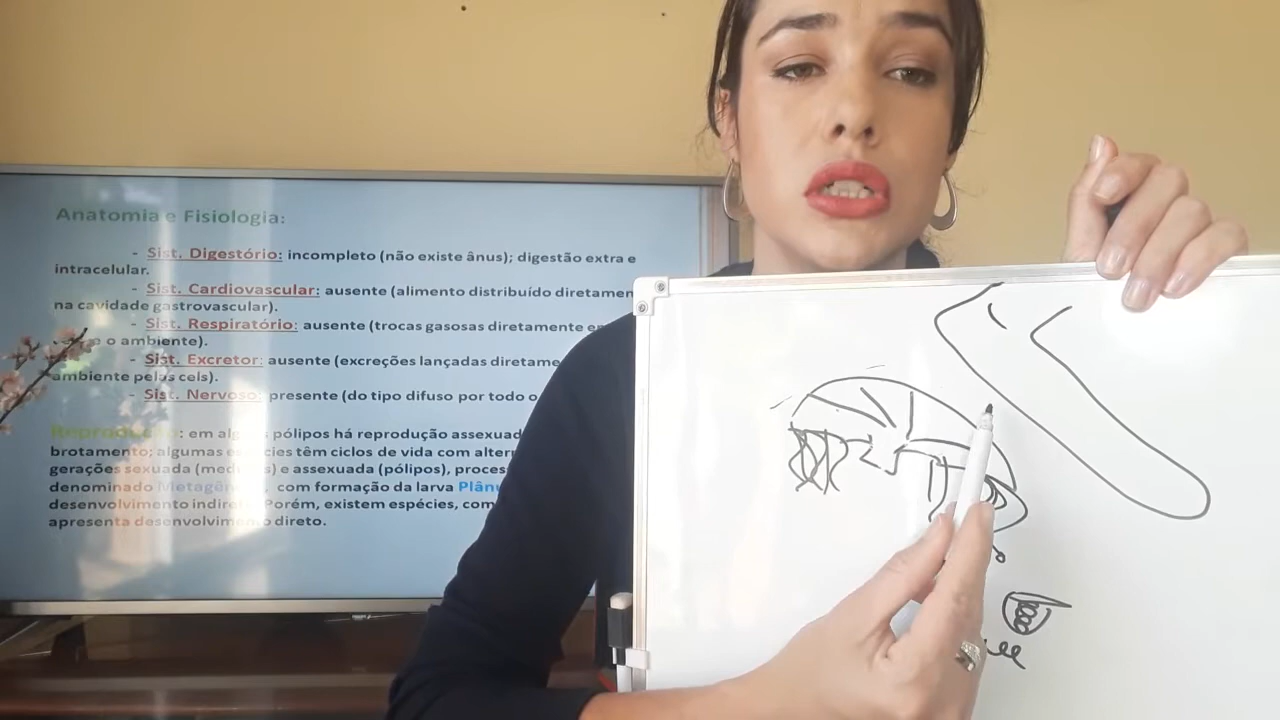 Anatomia e Fisiologia:
- Sist. Digestório: incompleto (não existe ânus); digestão extra e
intracelular.
- Sist. Cardiovascular: ausente (alimento distribuído diretamen
na cavidade gastrovascular).
- Sist. Respiratório: ausente (trocas gasosas diretamente e
e o ambiente).
- Sist. Excretor: ausente (excreções lançadas diretame
ambiente pelas cels).
- Sist. Nervoso: presente (do tipo difuso por todo o
: em pólipos há reprodução assexuad
brotamento; algumas espécies têm ciclos de vida com alter
gerações sexuada (medusas) e assexuada (pólipos), proces
denominado Metagênese, com formação da larva Plânu
desenvolvimento indireto. Porém, existem espécies, com
apresenta desenvolvimento direto.